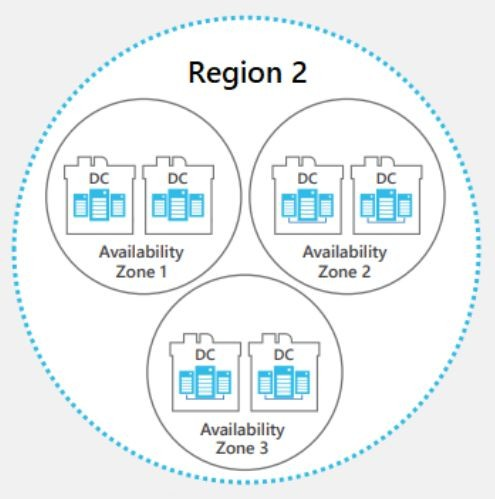 Region 2
DC DC
Availability
Zone 1
DC DC
Availability
Zone 2
DC DC
Availability
Zone 3